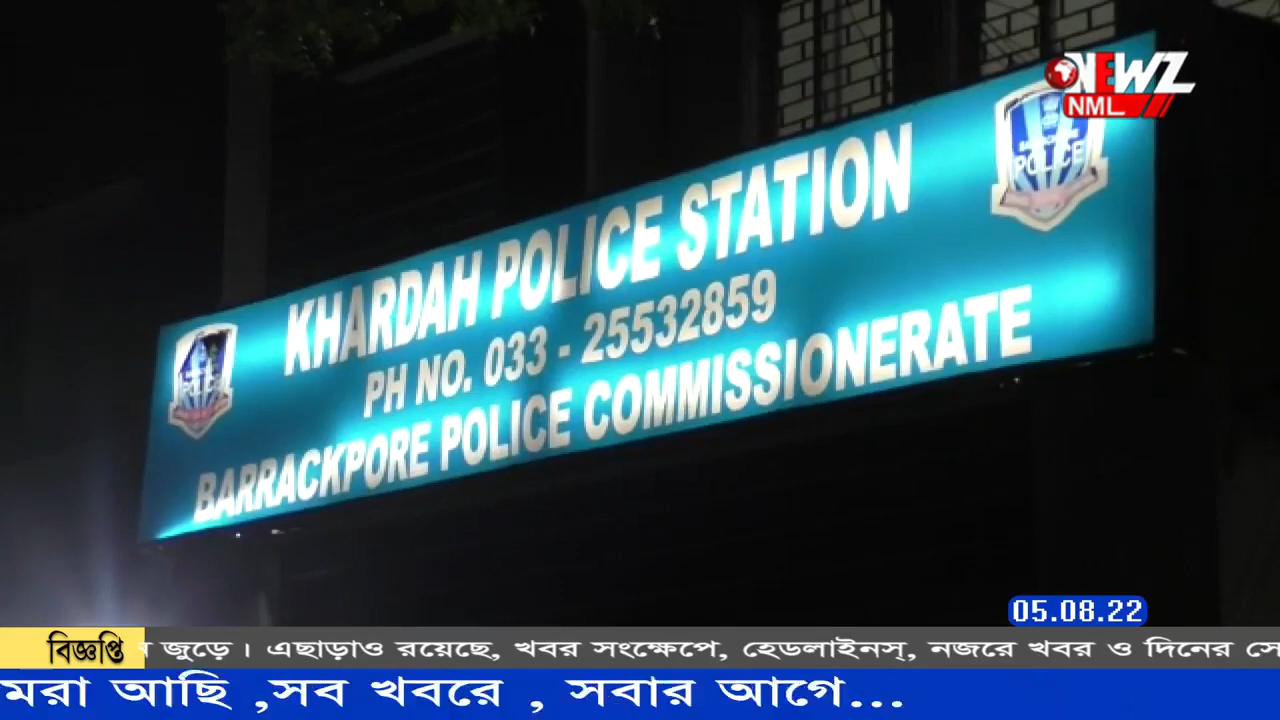 NEWZ
NML
POLICE
KHARDAH POLICE STATION
PH NO. 033 - 25532859
BARRACKPORE POLICE COMMISSIONERATE
POLICE
05.08.22
বিজ্ঞপ্তি
জুড়ে । এছাড়াও রয়েছে, খবর সংক্ষেপে, হেডলাইনস্, নজরে খবর ও দিনের
মরা আছি ,সব খবরে , সবার আগে...